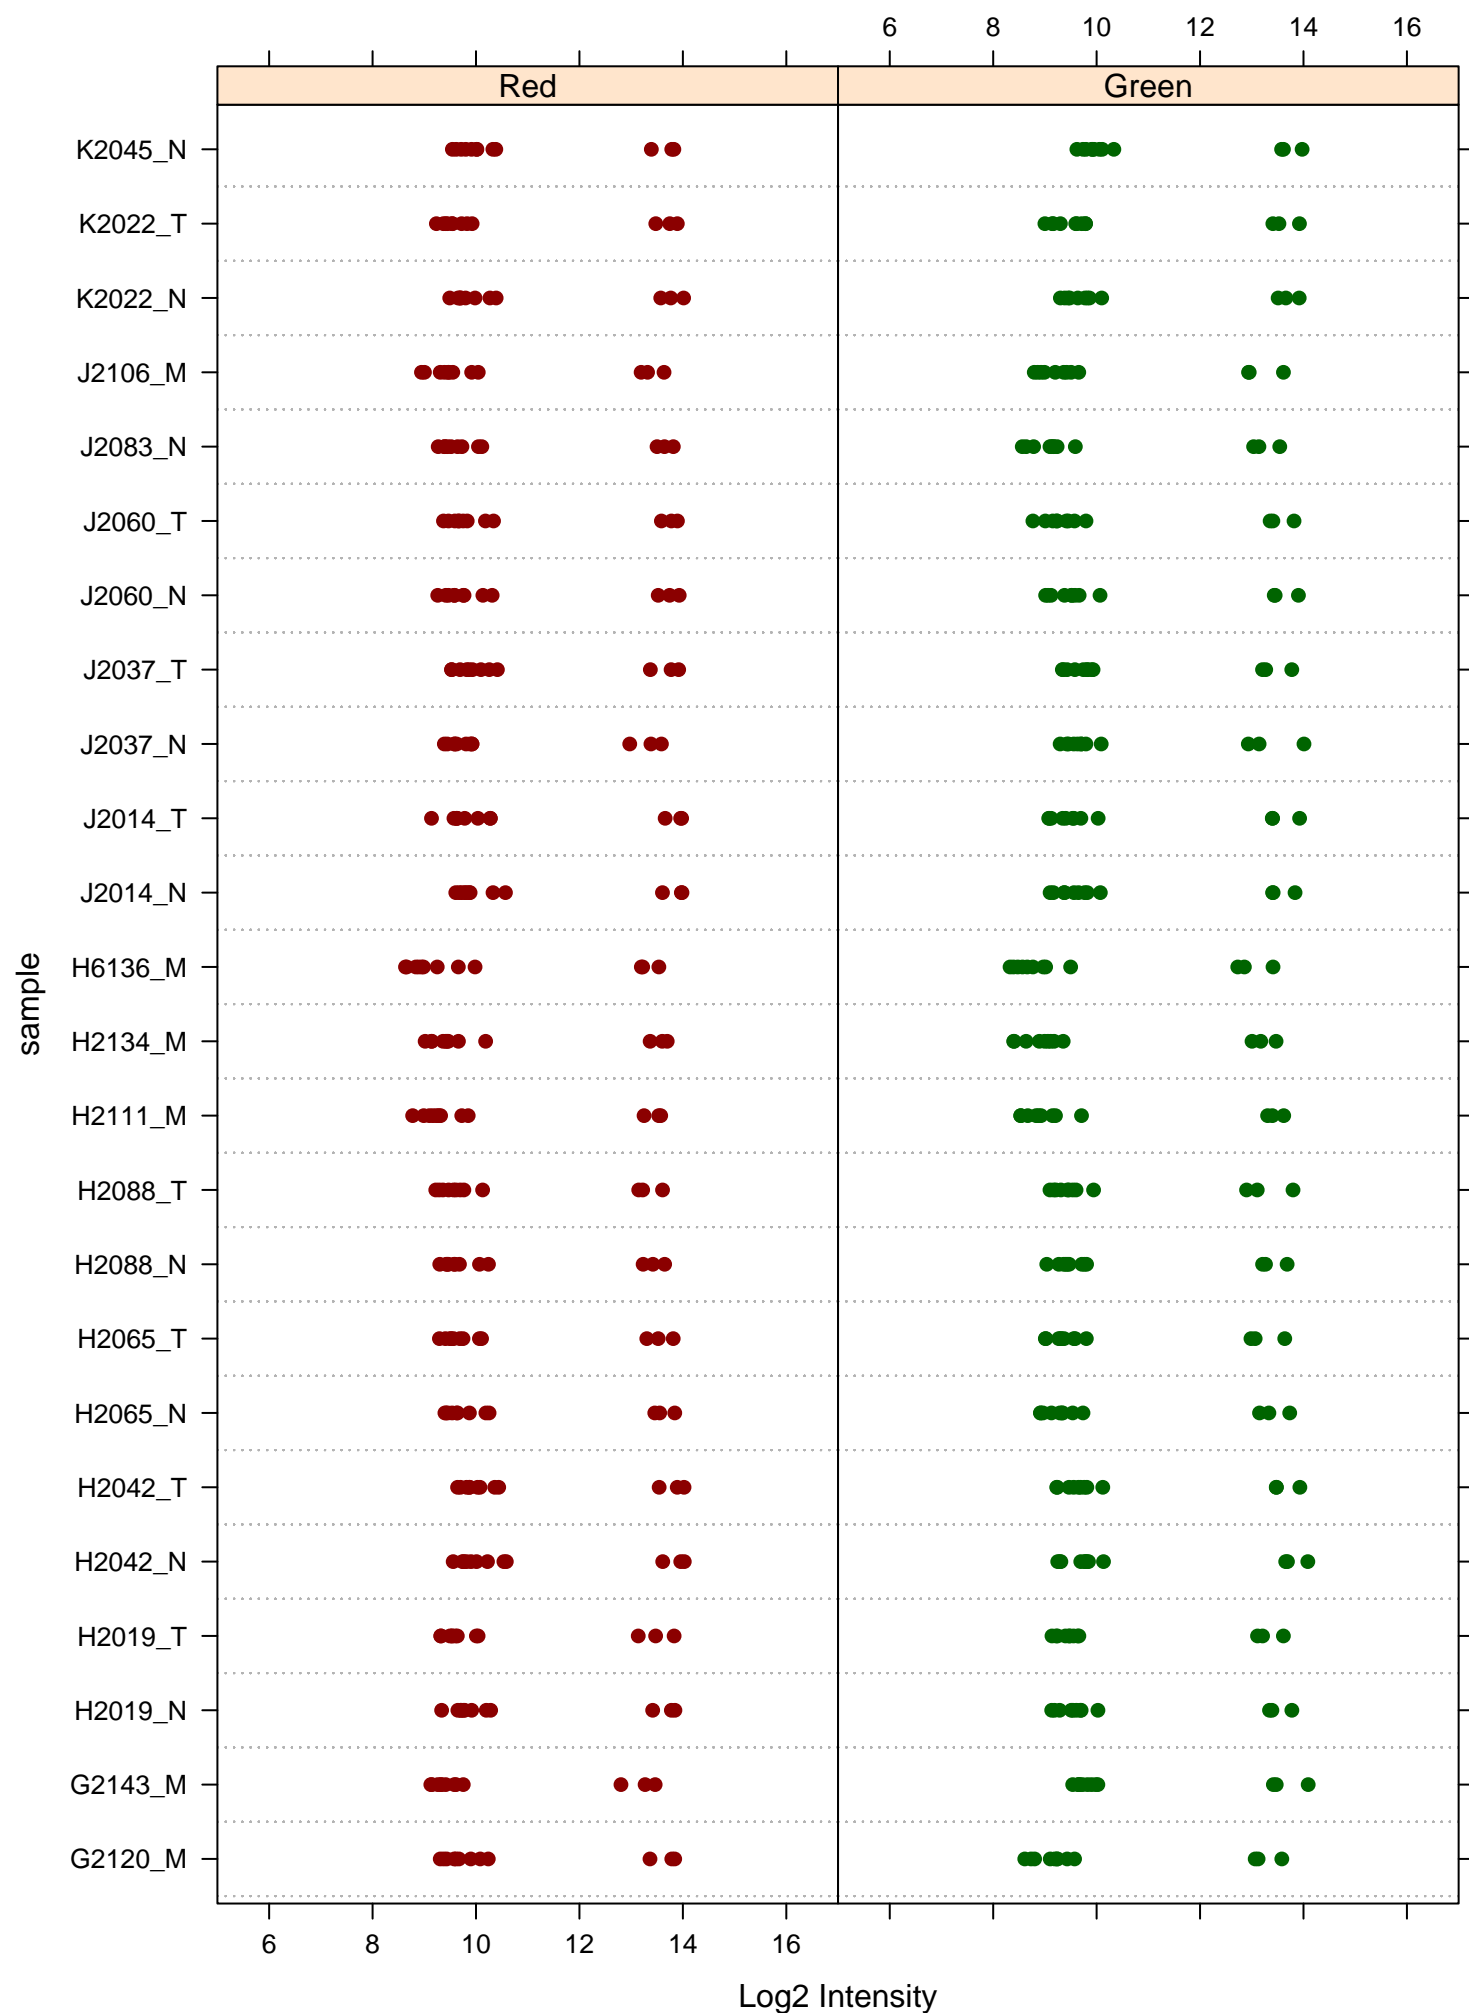 6 8 10 12 14 16
Red Green
K2045_N
K2022_T
K2022_N
J2106_M
J2083_N
J2060_T
J2060_N
J2037_T
J2037_N
J2014_T
J2014_N
H6136_M
H2134_M
H2111_M
H2088_T
H2088_N
H2065_T
H2065_N
H2042_T
H2042_N
H2019_T
H2019_N
G2143_M
G2120_M
sample
6 8 10 12 14 16
Log2 Intensity